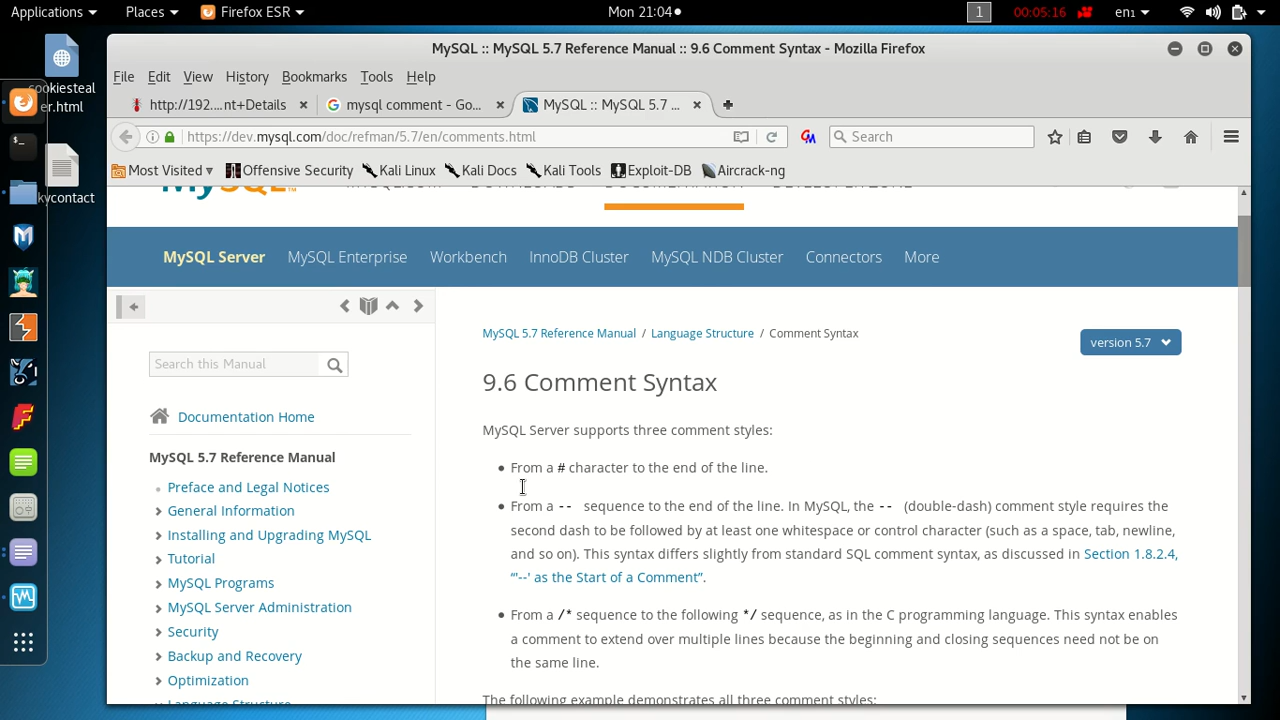 Applications Places Firefox ESR Mon 21:04 1 00:05:16 en1
MySQL :: MySQL 5.7 Reference Manual :: 9.6 Comment Syntax - Mozilla Firefox
File Edit View History Bookmarks Tools Help
http://192....nt+Details mysql comment - Go... MySQL :: MySQL 5.7 ...
https://dev.mysql.com/doc/refman/5.7/en/comments.html Search
Most Visited Offensive Security Kali Linux Kali Docs Kali Tools Exploit-DB Aircrack-ng
cookiesteal
er.html
kycontact
MySQL Server MySQL Enterprise Workbench InnoDB Cluster MySQL NDB Cluster Connectors More
MySQL 5.7 Reference Manual / Language Structure / Comment Syntax
version 5.7
Search this Manual
9.6 Comment Syntax
Documentation Home
MySQL Server supports three comment styles:
MySQL 5.7 Reference Manual
• From a # character to the end of the line.
Preface and Legal Notices
General Information
• From a -- sequence to the end of the line. In MySQL, the -- (double-dash) comment style requires the
second dash to be followed by at least one whitespace or control character (such as a space, tab, newline,
and so on). This syntax differs slightly from standard SQL comment syntax, as discussed in Section 1.8.2.4,
“'--' as the Start of a Comment”.
Installing and Upgrading MySQL
Tutorial
MySQL Programs
MySQL Server Administration
Security
Backup and Recovery
Optimization
Language Structure
• From a /* sequence to the following */ sequence, as in the C programming language. This syntax enables
a comment to extend over multiple lines because the beginning and closing sequences need not be on
the same line.
The following example demonstrates all three comment styles: